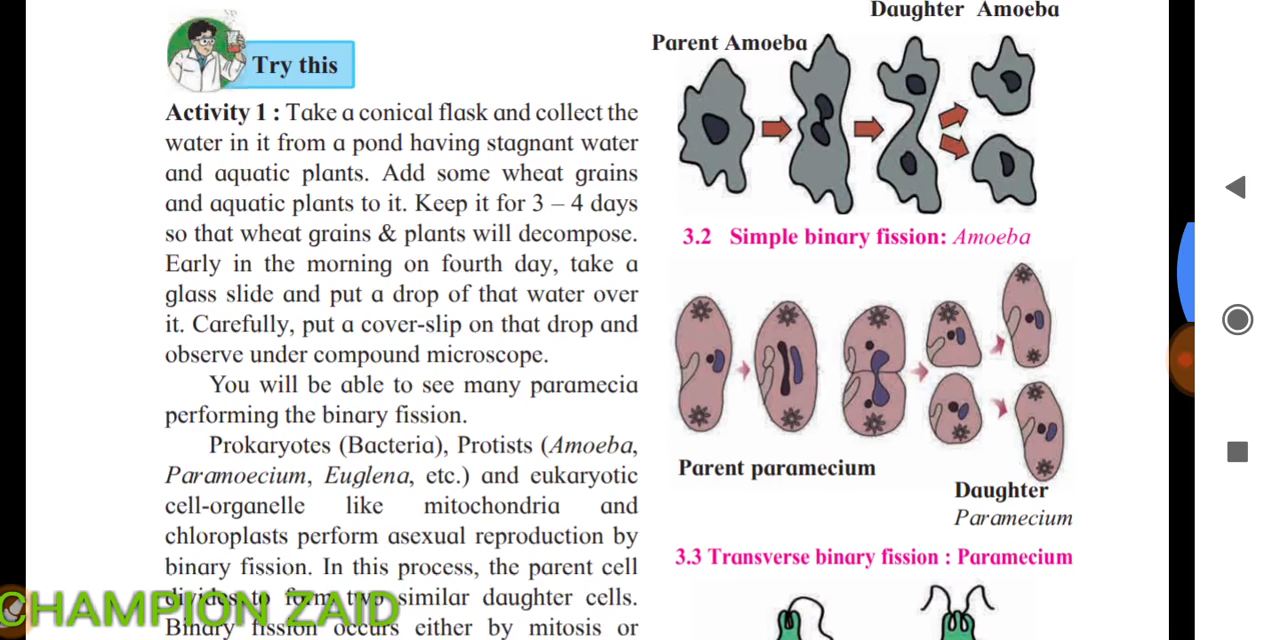 Try this
Activity 1 : Take a conical flask and collect the
water in it from a pond having stagnant water
and aquatic plants. Add some wheat grains
and aquatic plants to it. Keep it for 3 – 4 days
so that wheat grains & plants will decompose.
Early in the morning on fourth day, take a
glass slide and put a drop of that water over
it. Carefully, put a cover-slip on that drop and
observe under compound microscope.
You will be able to see many paramecia
performing the binary fission.
Prokaryotes (Bacteria), Protists (Amoeba,
Paramoecium, Euglena, etc.) and eukaryotic
cell-organelle like mitochondria and
chloroplasts perform asexual reproduction by
binary fission. In this process, the parent cell
divides to form two similar daughter cells.
Binary fission occurs either by mitosis or
CHAMPION ZAID
Daughter Amoeba
Parent Amoeba
3.2 Simple binary fission: Amoeba
Parent paramecium
Daughter
Paramecium
3.3 Transverse binary fission : Paramecium